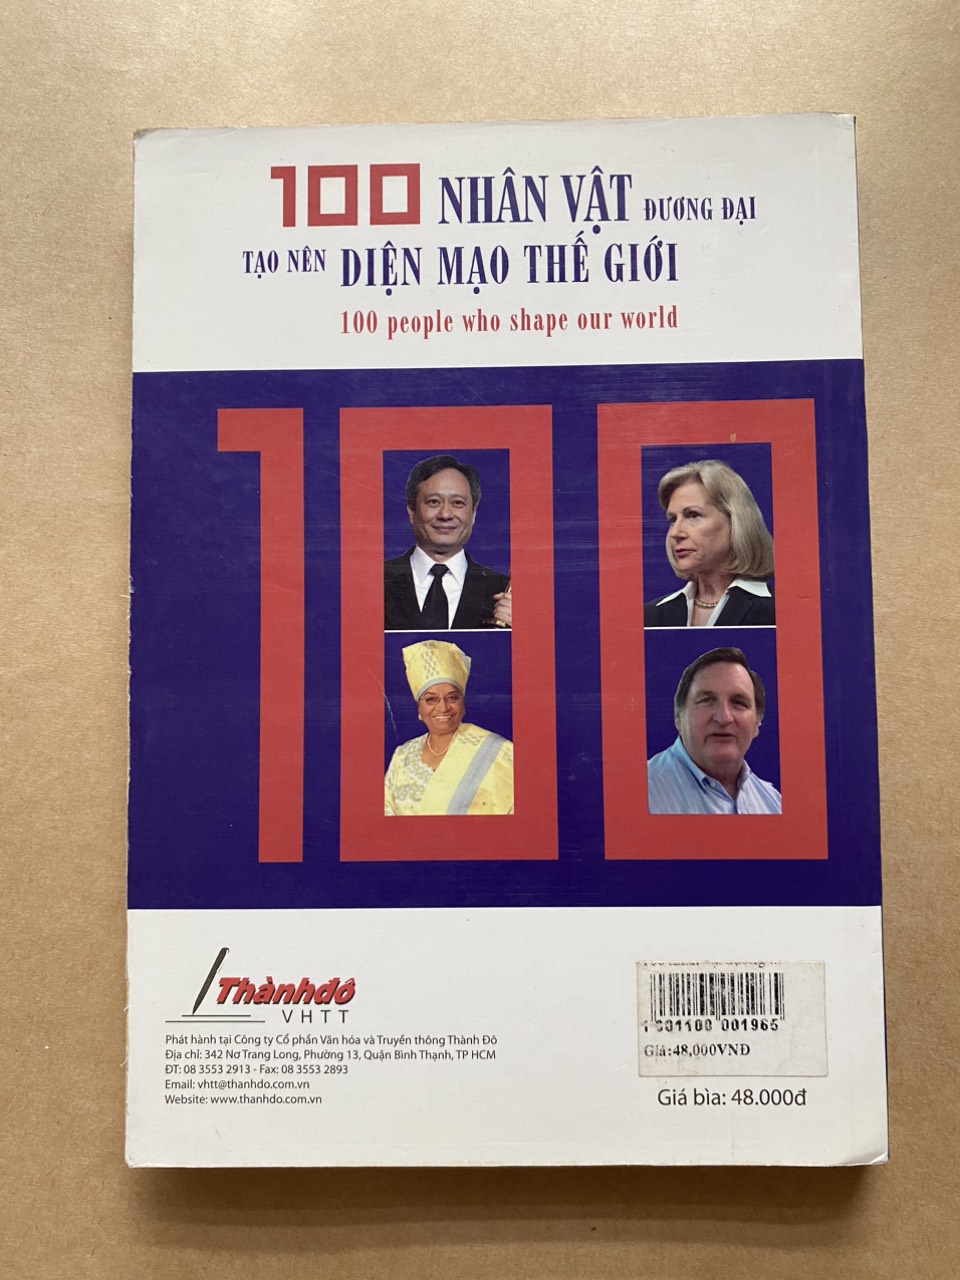 100 NHÂN VẬT ĐƯƠNG ĐẠI
TẠO NÊN DIỆN MẠO THẾ GIỚI
100 people who shape our world
100
Thànhđô
VHTT
Phát hành tại Công ty Cổ phần Văn hóa và Truyền thông Thành Đô
Địa chỉ: 342 Nơ Trang Long, Phường 13, Quận Bình Thạnh, TP HCM
ĐT: 08 3553 2913 - Fax: 08 3553 2893
Email: vhtt@thanhdo.com.vn
Website: www.thanhdo.com.vn
001965
Giá:48,000VNĐ
Giá bìa: 48.000đ